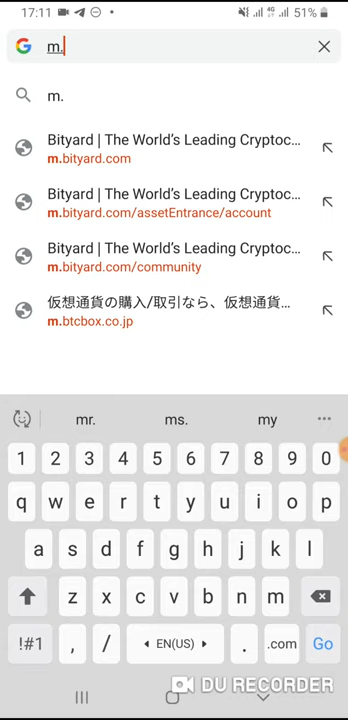 17:11 4G 51%
m.
m.
Bityard | The World's Leading Cryptoc...
m.bityard.com
Bityard | The World's Leading Cryptoc...
m.bityard.com/assetEntrance/account
Bityard | The World's Leading Cryptoc...
m.bityard.com/community
仮想通貨の購入/取引なら、仮想通貨...
m.btcbox.co.jp
mr. ms. my
1 2 3 4 5 6 7 8 9 0
q w e r t y u i o p
a s d f g h j k l
z x c v b n m
!#1 , / EN(US) . .com Go
DU RECORDER